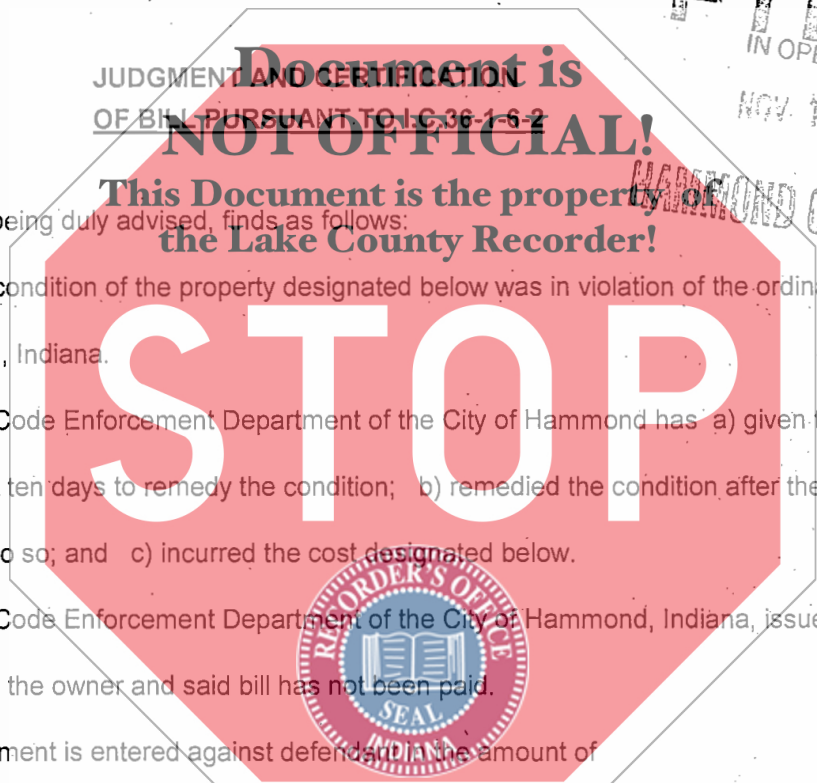 IN OPE
JUDGMENT AND CERTIFICATION
OF BILL PURSUANT TO I.C.36-1-6-2
NOV.
Document is
NOT OFFICIAL!
This Document is the property of
the Lake County Recorder!
HAMMOND C
eing duly advised, finds as follows:
condition of the property designated below was in violation of the ordin
, Indiana.
STOP
Code Enforcement Department of the City of Hammond has a) given
ten days to remedy the condition; b) remedied the condition after the
o so; and c) incurred the cost designated below.
Code Enforcement Department of the City of Hammond, Indiana, issue
the owner and said bill has not been paid.
ment is entered against defendant in the amount of
RECORDER'S OFFICE
SEAL
INDIANA